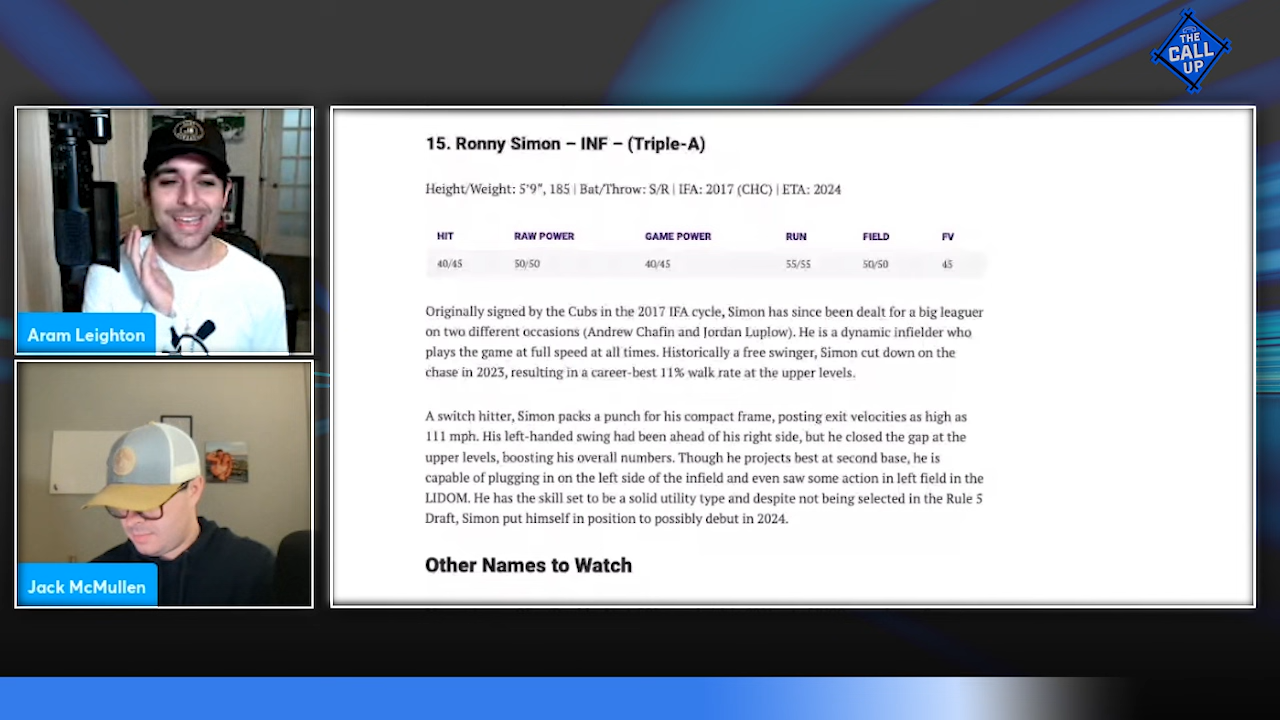 THE
CALL
UP
15. Ronny Simon – INF – (Triple-A)
Height/Weight: 5'9", 185 | Bat/Throw: S/R | IFA: 2017 (CHC) | ETA: 2024
HIT RAW POWER GAME POWER RUN FIELD FV
40/45 50/50 40/45 55/55 50/50 45
Originally signed by the Cubs in the 2017 IFA cycle, Simon has since been dealt for a big leaguer
on two different occasions (Andrew Chafin and Jordan Luplow). He is a dynamic infielder who
plays the game at full speed at all times. Historically a free swinger, Simon cut down on the
chase in 2023, resulting in a career-best 11% walk rate at the upper levels.
A switch hitter, Simon packs a punch for his compact frame, posting exit velocities as high as
111 mph. His left-handed swing had been ahead of his right side, but he closed the gap at the
upper levels, boosting his overall numbers. Though he projects best at second base, he is
capable of plugging in on the left side of the infield and even saw some action in left field in the
LIDOM. He has the skill set to be a solid utility type and despite not being selected in the Rule 5
Draft, Simon put himself in position to possibly debut in 2024.
Other Names to Watch
Aram Leighton
Jack McMullen